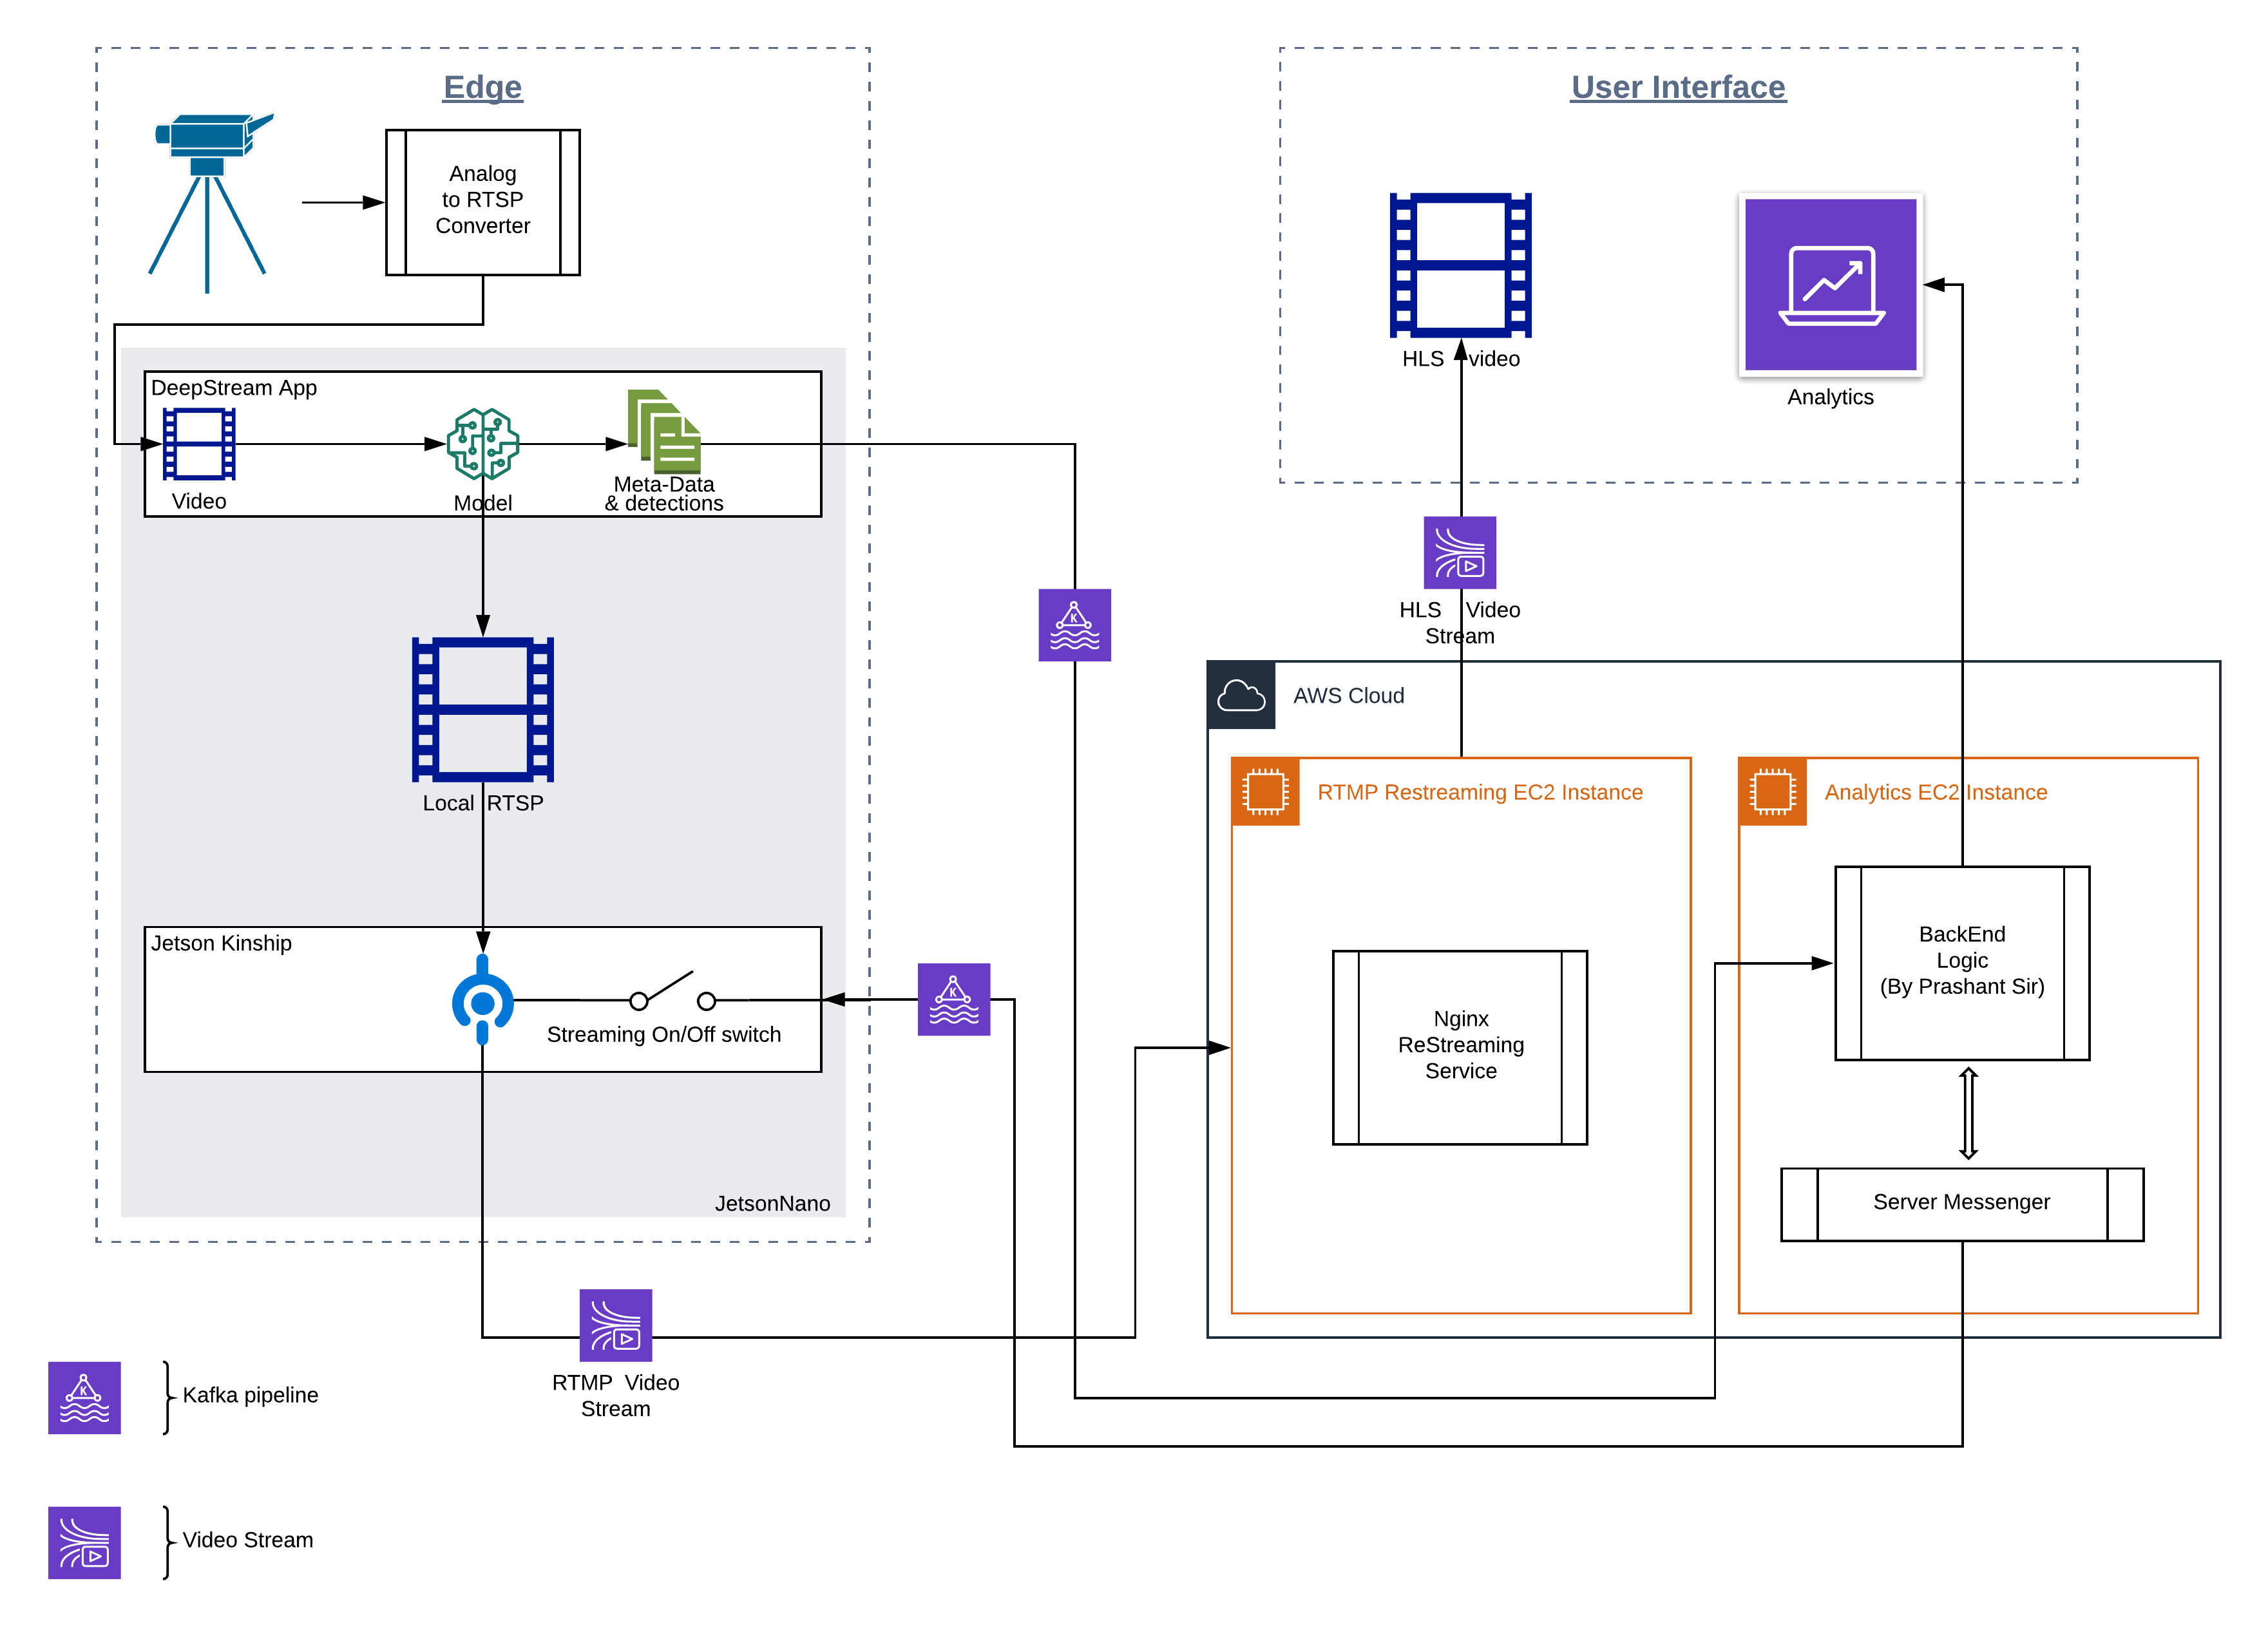 Edge
Analog
to RTSP
Converter
DeepStream App
Video
Model
Meta-Data
& detections
Local RTSP
Jetson Kinship
Streaming On/Off switch
JetsonNano
RTMP Video
Stream
K
K
User Interface
HLS video
Analytics
HLS Video
Stream
AWS Cloud
RTMP Restreaming EC2 Instance
Nginx
ReStreaming
Service
Analytics EC2 Instance
BackEnd
Logic
(By Prashant Sir)
Server Messenger
K
Kafka pipeline
Video Stream